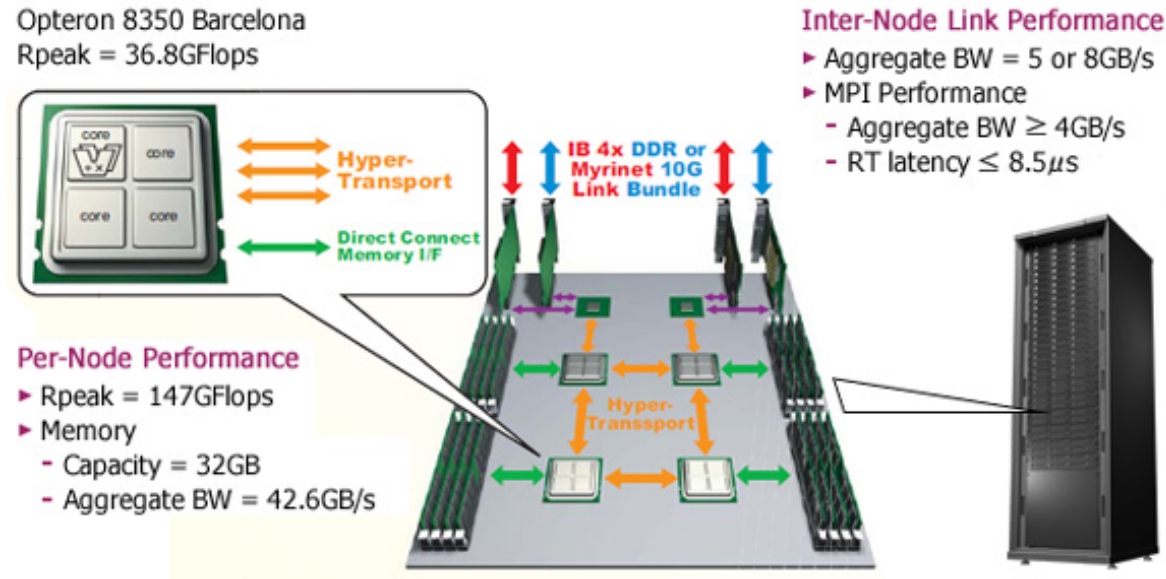 Opteron 8350 Barcelona
Rpeak = 36.8GFlops
core
core
+ ×
core
core
Hyper-
Transport
Direct Connect
Memory I/F
IB 4x DDR or
Myrinet 10G
Link Bundle
Inter-Node Link Performance
► Aggregate BW = 5 or 8GB/s
► MPI Performance
- Aggregate BW ≥ 4GB/s
- RT latency ≤ 8.5μs
Per-Node Performance
► Rpeak = 147GFlops
► Memory
- Capacity = 32GB
- Aggregate BW = 42.6GB/s
Hyper-
Transsport